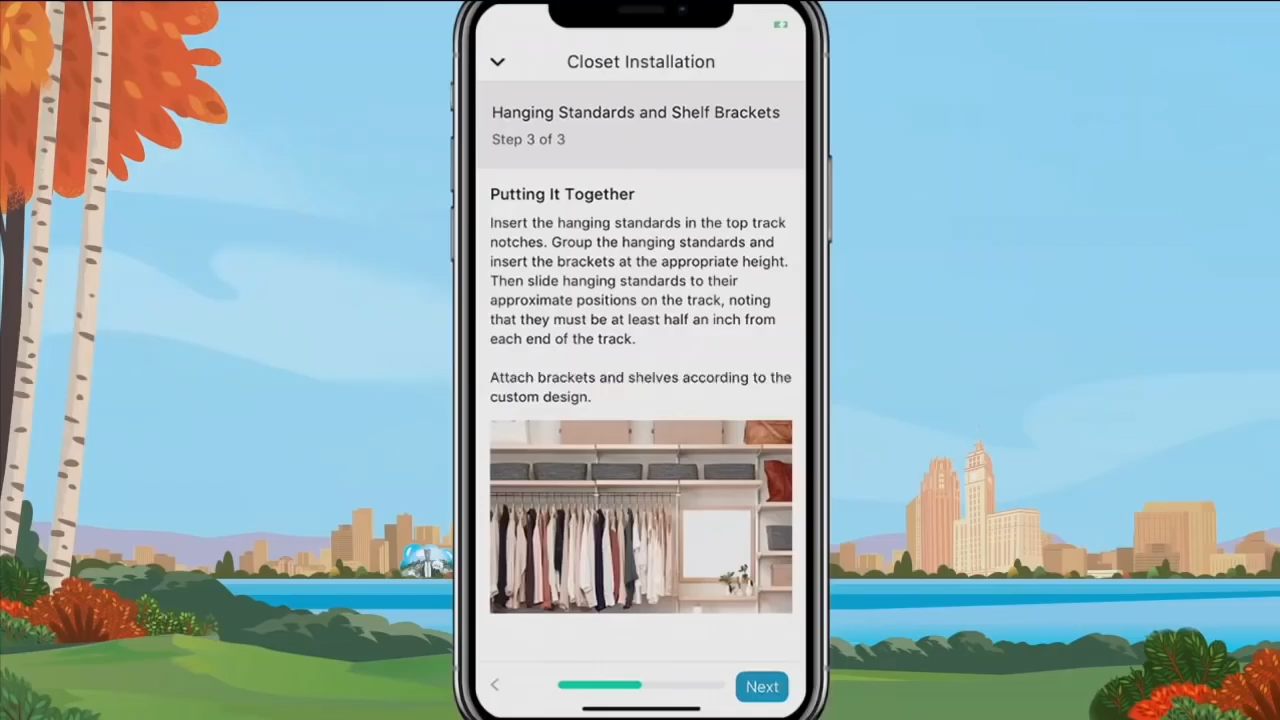 Closet Installation
Hanging Standards and Shelf Brackets
Step 3 of 3
Putting It Together
Insert the hanging standards in the top track
notches. Group the hanging standards and
insert the brackets at the appropriate height.
Then slide hanging standards to their
approximate positions on the track, noting
that they must be at least half an inch from
each end of the track.
Attach brackets and shelves according to the
custom design.
Next